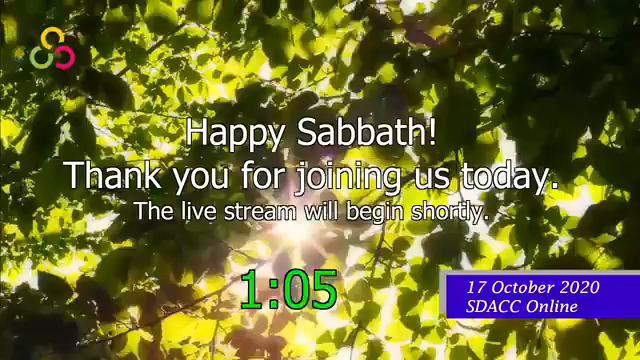 Happy Sabbath!
Thank you for joining us today.
The live stream will begin shortly.
1:05
17 October 2020
SDACC Online